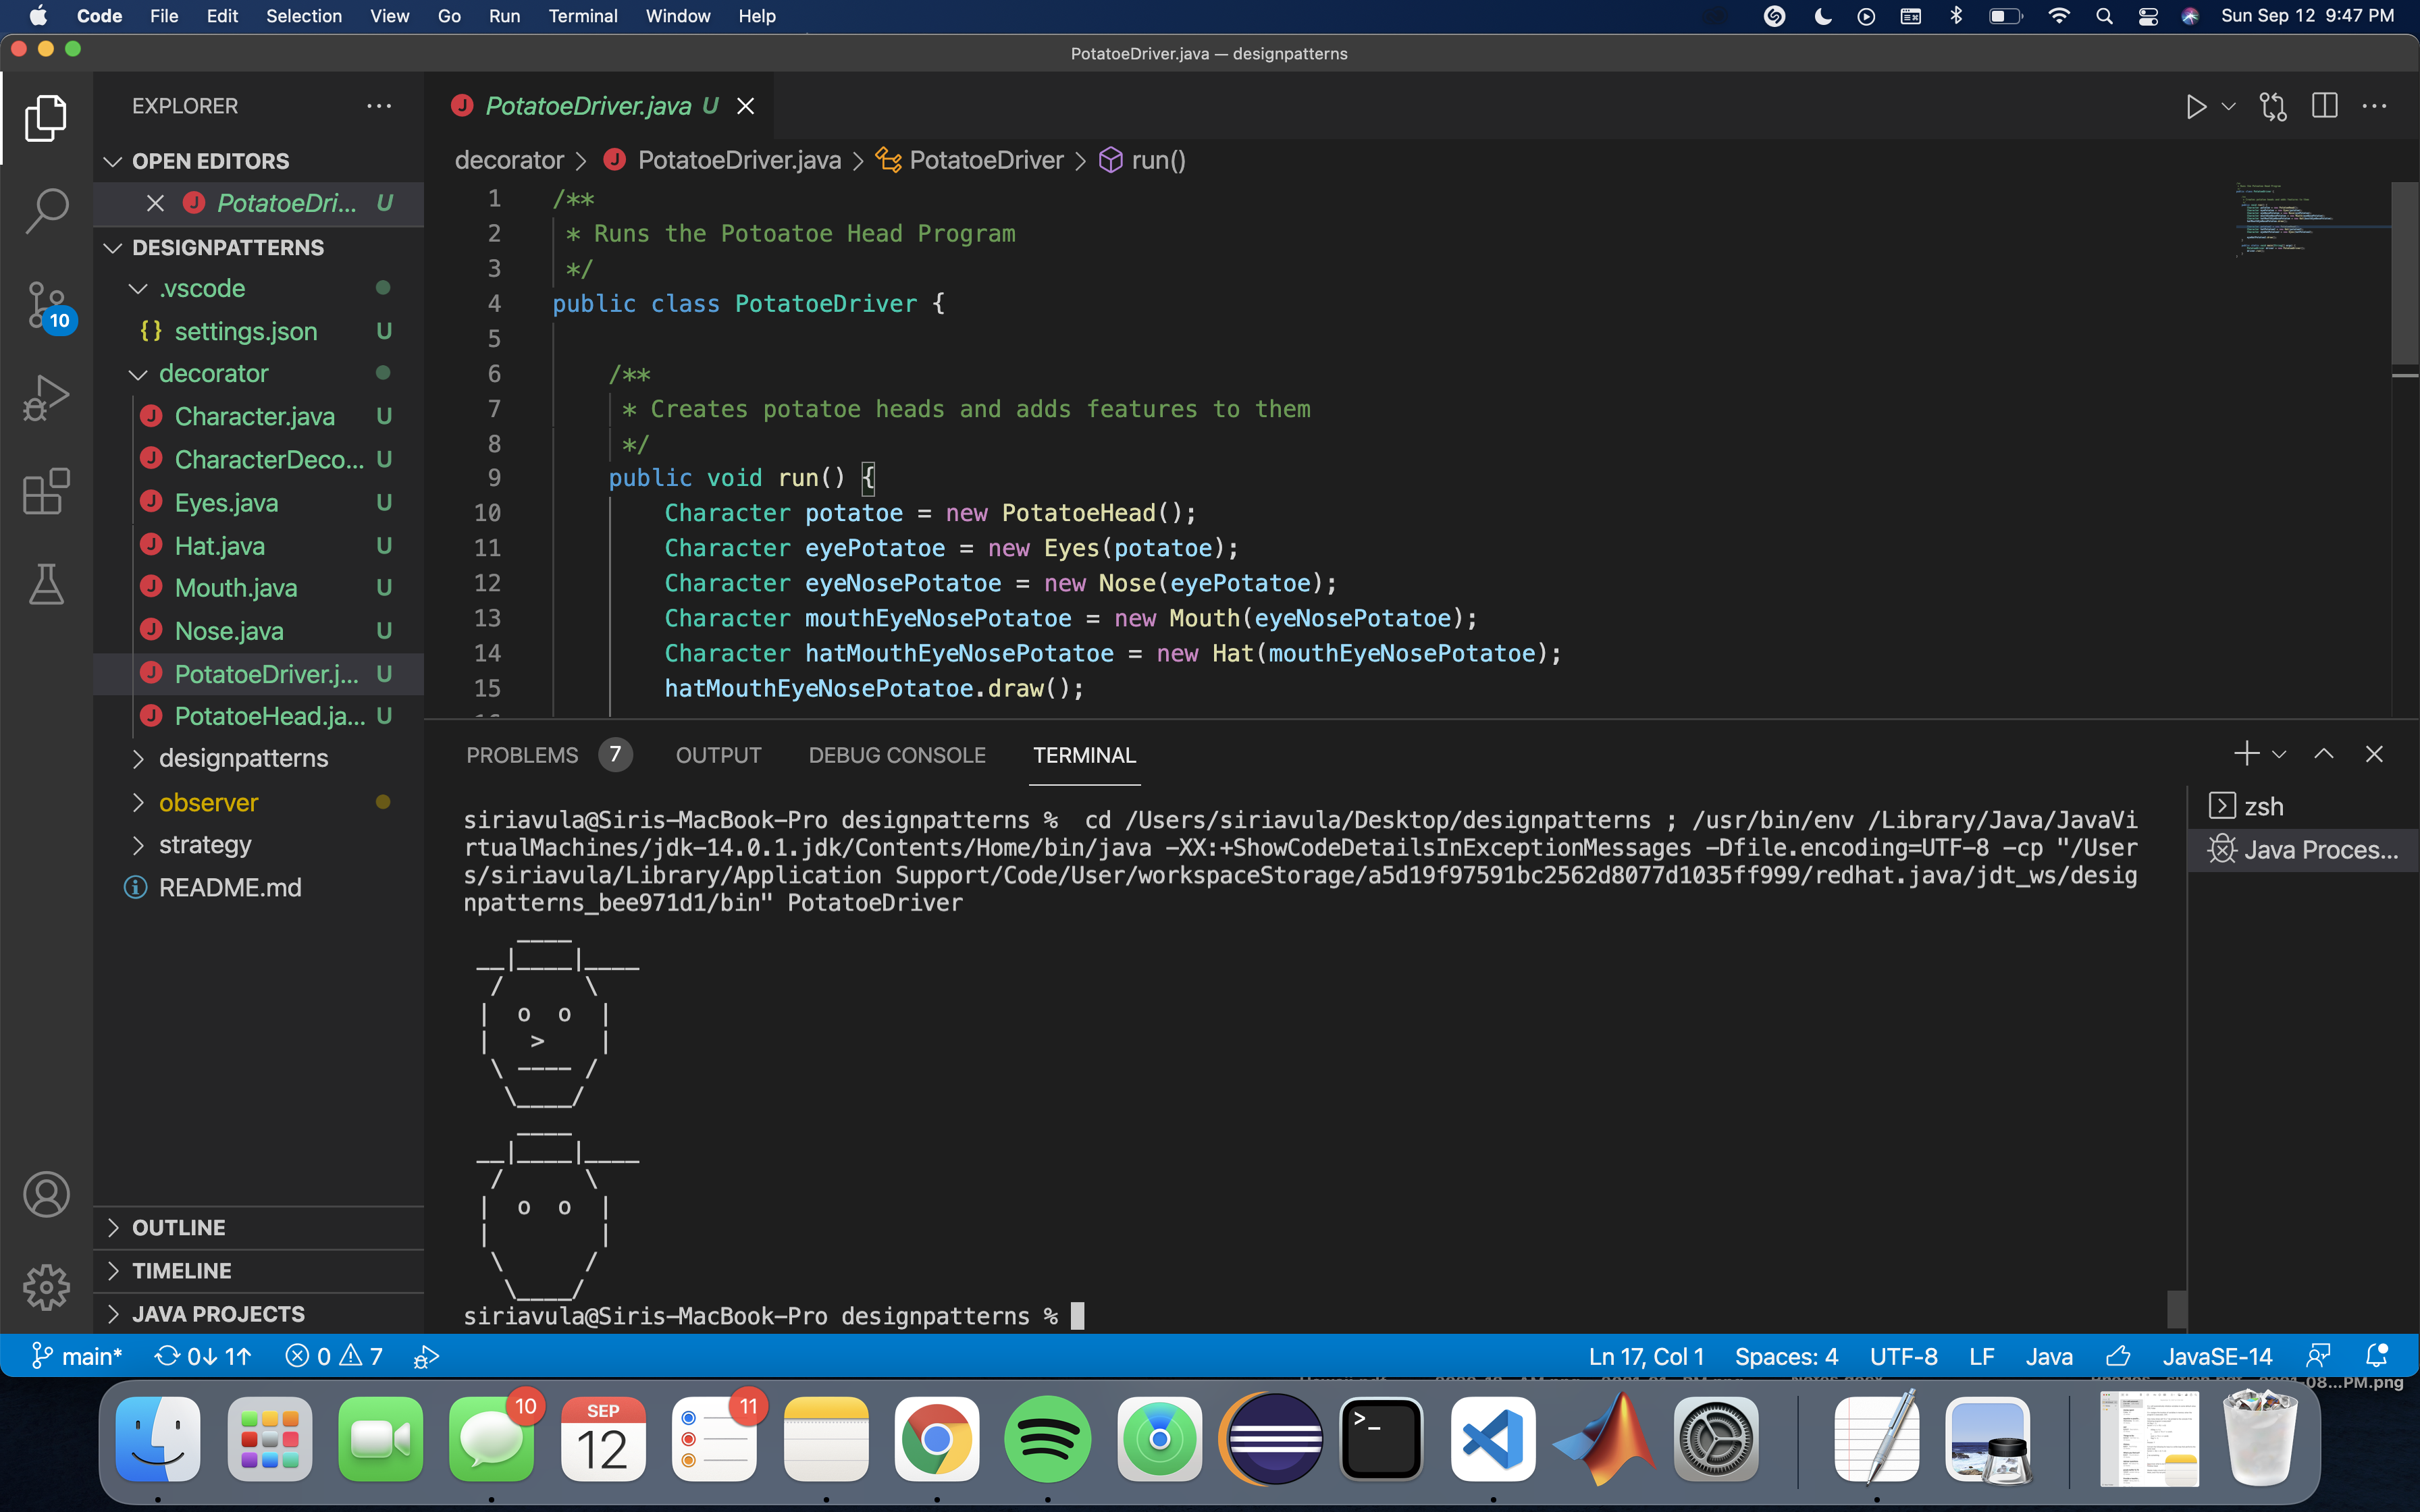 Code File Edit Selection View Go Run Terminal Window Help Sun Sep 12 9:47 PM
PotatoeDriver.java — designpatterns
EXPLORER
OPEN EDITORS
PotatoeDri... U
DESIGNPATTERNS
.vscode
{} settings.json U
decorator
J Character.java U
J CharacterDeco... U
J Eyes.java U
J Hat.java U
J Mouth.java U
J Nose.java U
J PotatoeDriver.j... U
J PotatoeHead.ja... U
designpatterns
observer
strategy
README.md
OUTLINE
TIMELINE
JAVA PROJECTS
10
J PotatoeDriver.java U
decorator > J PotatoeDriver.java > PotatoeDriver > run()
1 /**
2 * Runs the Potoatoe Head Program
3 */
4 public class PotatoeDriver {
5
6 /**
7 * Creates potatoe heads and adds features to them
8 */
9 public void run() {
10 Character potatoe = new PotatoeHead();
11 Character eyePotatoe = new Eyes(potatoe);
12 Character eyeNosePotatoe = new Nose(eyePotatoe);
13 Character mouthEyeNosePotatoe = new Mouth(eyeNosePotatoe);
14 Character hatMouthEyeNosePotatoe = new Hat(mouthEyeNosePotatoe);
15 hatMouthEyeNosePotatoe.draw();
PROBLEMS 7 OUTPUT DEBUG CONSOLE TERMINAL
zsh
Java Proces...
siriavula@Siris-MacBook-Pro designpatterns %  cd /Users/siriavula/Desktop/designpatterns ; /usr/bin/env /Library/Java/JavaVi
rtualMachines/jdk-14.0.1.jdk/Contents/Home/bin/java -XX:+ShowCodeDetailsInExceptionMessages -Dfile.encoding=UTF-8 -cp "/User
s/siriavula/Library/Application Support/Code/User/workspaceStorage/a5d19f97591bc2562d8077d1035ff999/redhat.java/jdt_ws/desig
npatterns_bee971d1/bin" PotatoeDriver
    ____
 __|____|____
  /      \
 |  o  o  |
 |   >    |
  \ ---- /
   \____/
    ____
 __|____|____
  /      \
 |  o  o  |
 |        |
  \      /
   \____/
siriavula@Siris-MacBook-Pro designpatterns %
main* 0↓ 1↑ 0 7 Ln 17, Col 1 Spaces: 4 UTF-8 LF Java JavaSE-14
-08...PM.png
10
SEP
12
11
>_